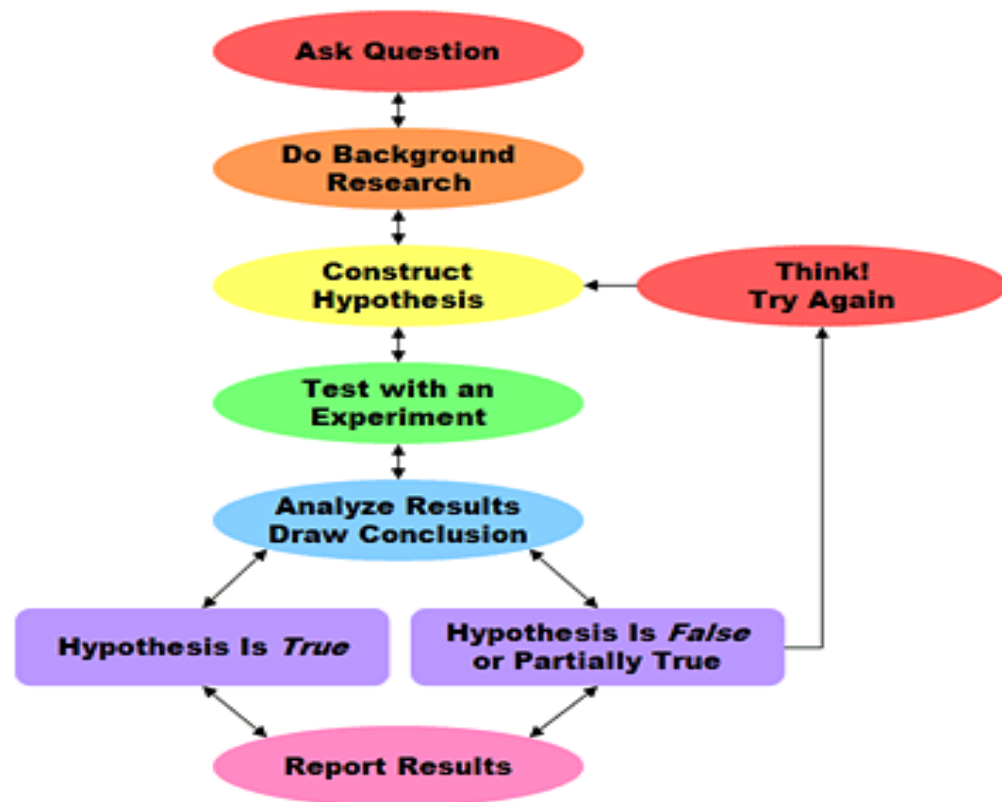 Ask Question
Do Background
Research
Construct
Hypothesis
Think!
Try Again
Test with an
Experiment
Analyze Results
Draw Conclusion
Hypothesis Is True
Hypothesis Is False
or Partially True
Report Results